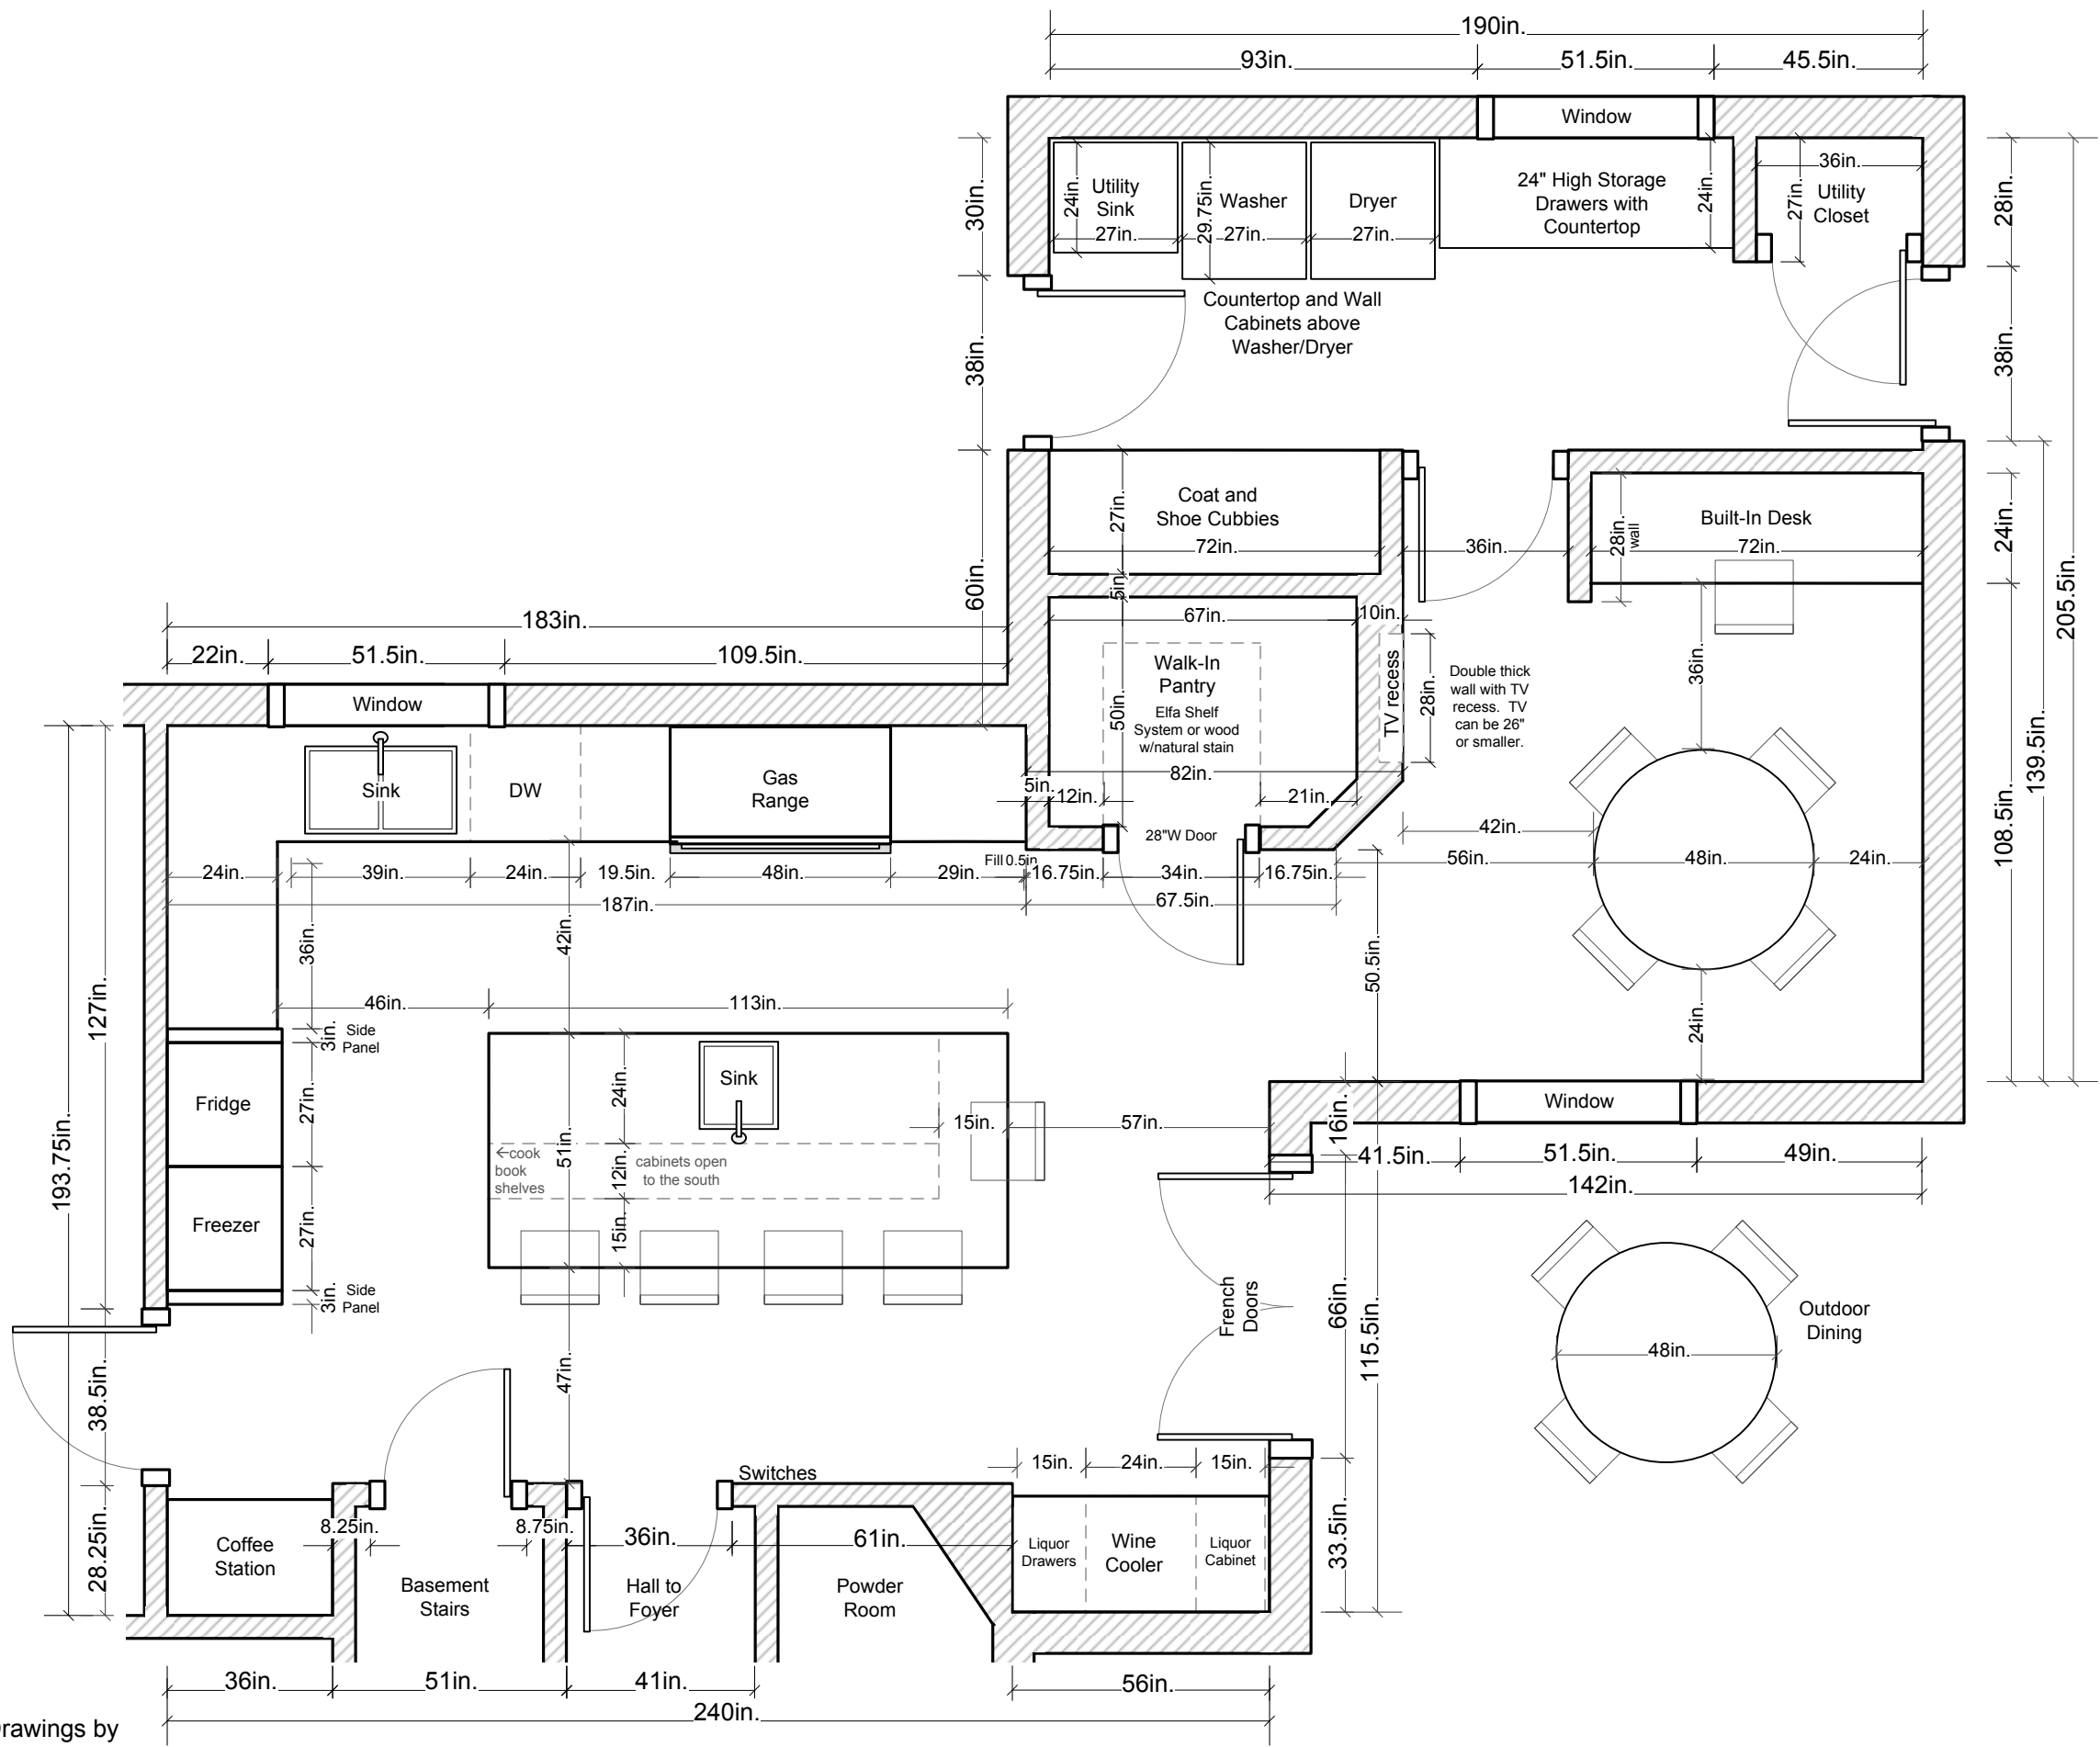 190in.
93in.
51.5in.
45.5in.
Window
36in.
Utility
Closet
27in.
28in.
30in.
24in.
Utility
Sink
27in.
29.75in.
Washer
27in.
Dryer
27in.
24" High Storage
Drawers with
Countertop
24in.
Countertop and Wall
Cabinets above
Washer/Dryer
38in.
38in.
Coat and
Shoe Cubbies
27in.
72in.
36in.
28in.
wall
Built-In Desk
72in.
24in.
60in.
5in.
205.5in.
183in.
22in.
51.5in.
109.5in.
67in.
10in.
Walk-In
Pantry
Elfa Shelf
System or wood
w/natural stain
50in.
TV recess
28in.
Double thick
wall with TV
recess. TV
can be 26"
or smaller.
36in.
139.5in.
108.5in.
Window
Sink
DW
Gas
Range
82in.
5in.
12in.
21in.
28"W Door
42in.
56in.
48in.
24in.
24in.
39in.
24in.
19.5in.
48in.
29in.
Fill 0.5in.
16.75in.
34in.
16.75in.
187in.
67.5in.
36in.
42in.
50.5in.
127in.
46in.
113in.
24in.
3in.
Side
Panel
Fridge
27in.
24in.
Sink
Window
193.75in.
51in.
15in.
57in.
16in.
←cook
book
shelves
12in.
cabinets open
to the south
41.5in.
51.5in.
49in.
142in.
Freezer
27in.
15in.
3in.
Side
Panel
French
Doors
66in.
115.5in.
Outdoor
Dining
48in.
38.5in.
47in.
Switches
15in.
24in.
15in.
8.25in.
8.75in.
36in.
61in.
28.25in.
Coffee
Station
Liquor
Drawers
Wine
Cooler
Liquor
Cabinet
33.5in.
Basement
Stairs
Hall to
Foyer
Powder
Room
36in.
51in.
41in.
56in.
240in.
rawings by